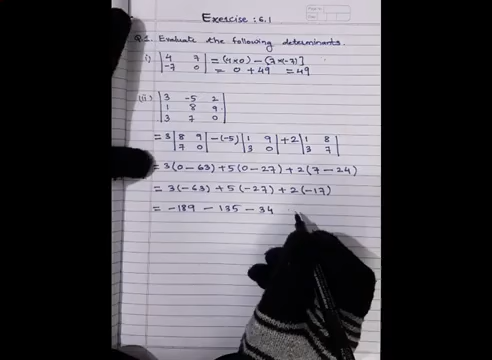 Exercise : 6.1
Q.1. Evaluate the following determinants.
i) | 4 7 | = (4×0) − [7×(-7)]
| -7 0 | = 0 + 49 = 49
(ii) | 3 -5 2 |
| 1 8 9 |
| 3 7 0 |
= 3 | 8 9 | −(-5) | 1 9 | +2 | 1 8 |
| 7 0 | | 3 0 | | 3 7 |
= 3(0 − 63) + 5(0 − 27) + 2(7 − 24)
= 3(−63) + 5(−27) + 2(−17)
= −189 − 135 − 34